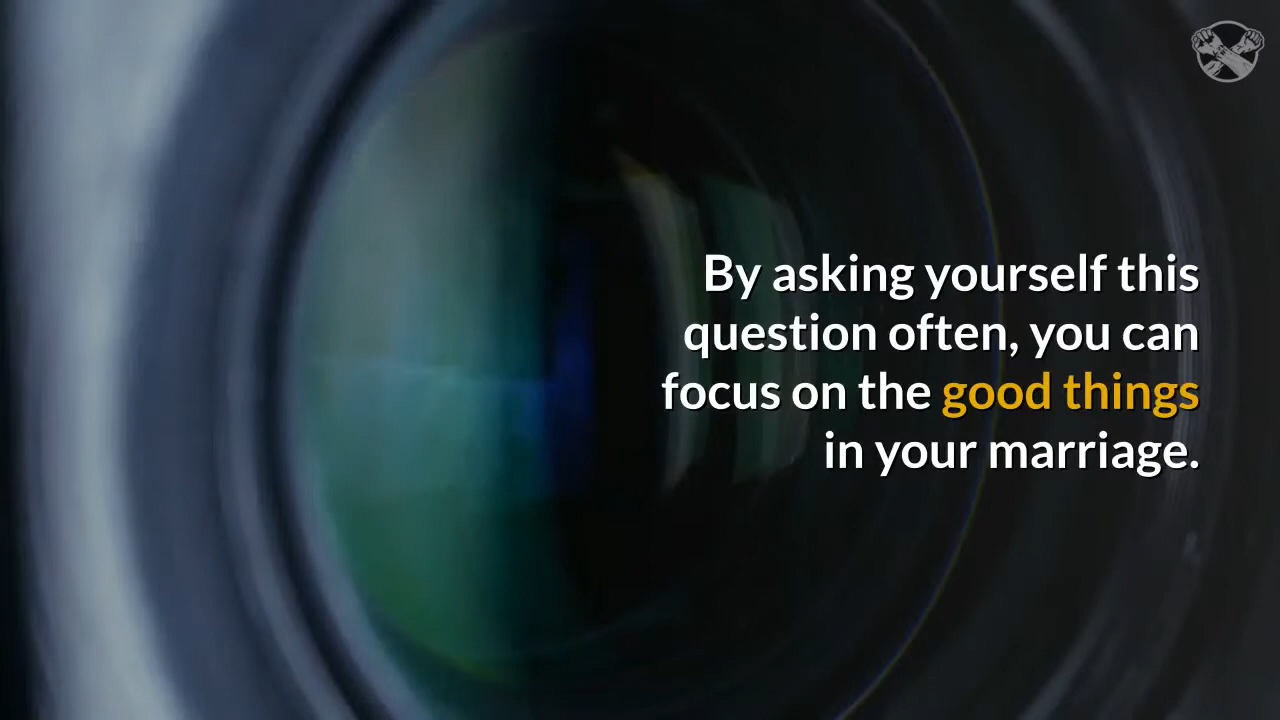 By asking yourself this
question often, you can
focus on the good things
in your marriage.